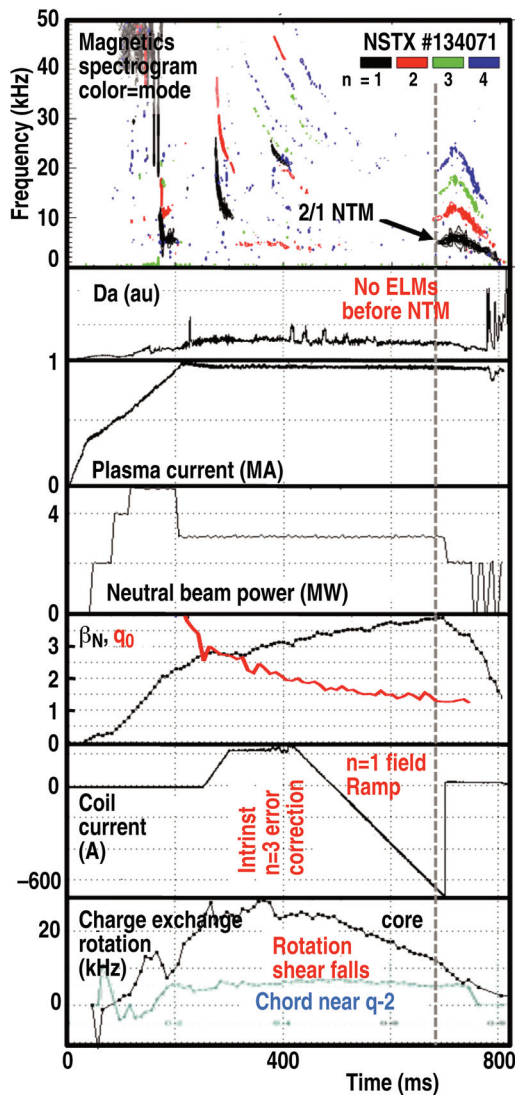 50
40
30
20
10
0
Frequency (kHz)
Magnetics
spectrogram
color=mode
NSTX #134071
n = 1 2 3 4
2/1 NTM
Da (au)
No ELMs
before NTM
1
Plasma current (MA)
0
4
Neutral beam power (MW)
0
βN, q0
3
2
1
0
0
Coil
current
(A)
−600
Intrinst
n=3 error
correction
n=1 field
Ramp
Charge exchange
rotation
(kHz)
20
0
core
Rotation
shear falls
Chord near q-2
0 400 800
Time (ms)